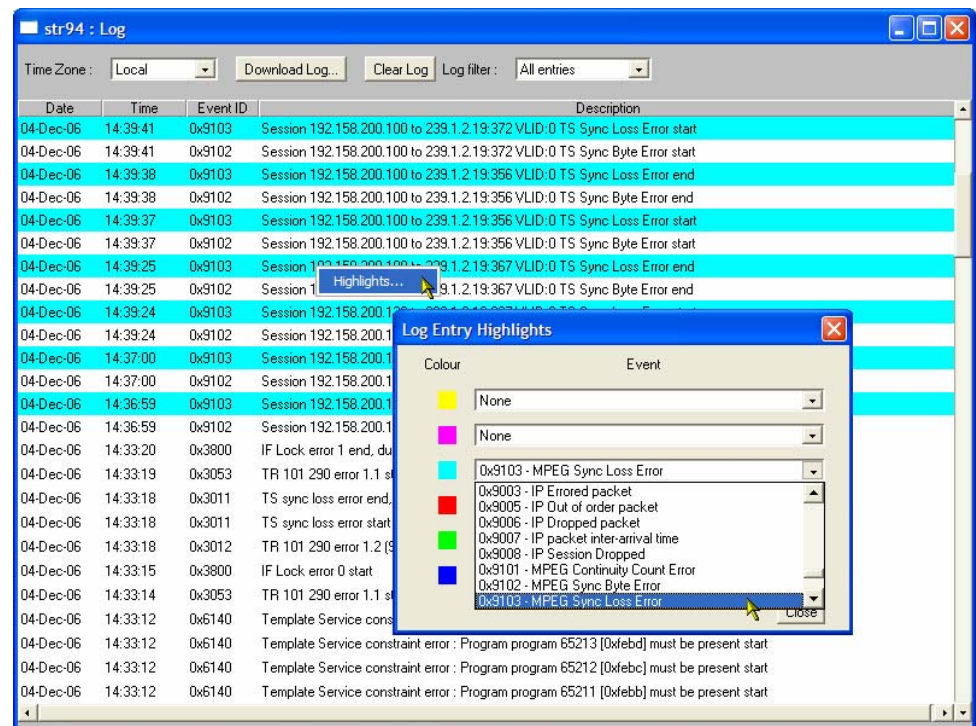 str94 : Log
Time Zone : Local Download Log... Clear Log Log filter : All entries
Date Time Event ID Description
04-Dec-06 14:39:41 0x9103 Session 192.158.200.100 to 239.1.2.19:372 VLID:0 TS Sync Loss Error start
04-Dec-06 14:39:41 0x9102 Session 192.158.200.100 to 239.1.2.19:372 VLID:0 TS Sync Byte Error start
04-Dec-06 14:39:38 0x9103 Session 192.158.200.100 to 239.1.2.19:356 VLID:0 TS Sync Loss Error end
04-Dec-06 14:39:38 0x9102 Session 192.158.200.100 to 239.1.2.19:356 VLID:0 TS Sync Byte Error end
04-Dec-06 14:39:37 0x9103 Session 192.158.200.100 to 239.1.2.19:356 VLID:0 TS Sync Loss Error start
04-Dec-06 14:39:37 0x9102 Session 192.158.200.100 to 239.1.2.19:356 VLID:0 TS Sync Byte Error start
04-Dec-06 14:39:25 0x9103 Session 9.1.2.19:367 VLID:0 TS Sync Loss Error end
Highlights...
04-Dec-06 14:39:25 0x9102 Session 1 9.1.2.19:367 VLID:0 TS Sync Byte Error end
04-Dec-06 14:39:24 0x9103 Session 192.158.200.1
04-Dec-06 14:39:24 0x9102 Session 192.158.200.1
04-Dec-06 14:37:00 0x9103 Session 192.158.200.1
04-Dec-06 14:37:00 0x9102 Session 192.158.200.1
04-Dec-06 14:36:59 0x9103 Session 192.158.200.1
04-Dec-06 14:36:59 0x9102 Session 192.158.200.1
04-Dec-06 14:33:20 0x3800 IF Lock error 1 end, du
04-Dec-06 14:33:19 0x3053 TR 101 290 error 1.1 s
04-Dec-06 14:33:18 0x3011 TS sync loss error end,
04-Dec-06 14:33:18 0x3011 TS sync loss error start
04-Dec-06 14:33:18 0x3012 TR 101 290 error 1.2 (S
04-Dec-06 14:33:15 0x3800 IF Lock error 0 start
04-Dec-06 14:33:14 0x3053 TR 101 290 error 1.1 s
04-Dec-06 14:33:12 0x6140 Template Service cons
04-Dec-06 14:33:12 0x6140 Template Service constraint error : Program program 65213 [0xfebd] must be present start
04-Dec-06 14:33:12 0x6140 Template Service constraint error : Program program 65212 [0xfebc] must be present start
04-Dec-06 14:33:12 0x6140 Template Service constraint error : Program program 65211 [0xfebb] must be present start
Log Entry Highlights
Colour Event
None
None
0x9103 - MPEG Sync Loss Error
0x9003 - IP Errored packet
0x9005 - IP Out of order packet
0x9006 - IP Dropped packet
0x9007 - IP packet inter-arrival time
0x9008 - IP Session Dropped
0x9101 - MPEG Continuity Count Error
0x9102 - MPEG Sync Byte Error
0x9103 - MPEG Sync Loss Error
Close